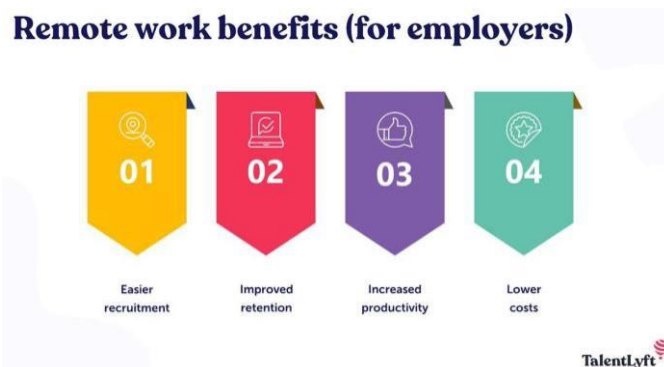 Remote work benefits (for employers)
01
02
03
04
Easier
recruitment
Improved
retention
Increased
productivity
Lower
costs
TalentLyft